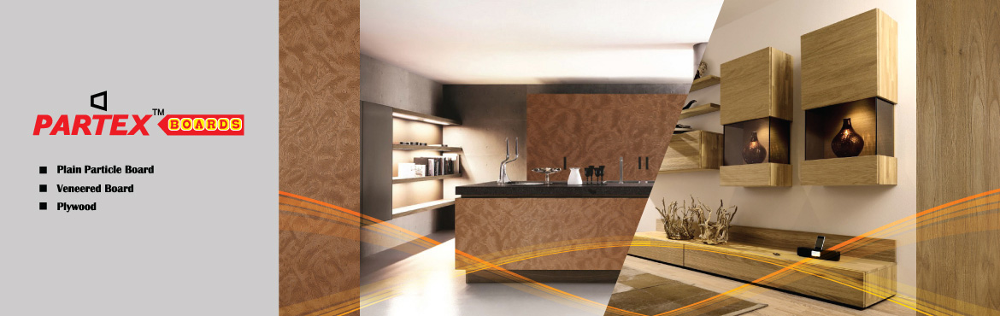 PARTEX™ BOARDS
Plain Particle Board
Veneered Board
Plywood